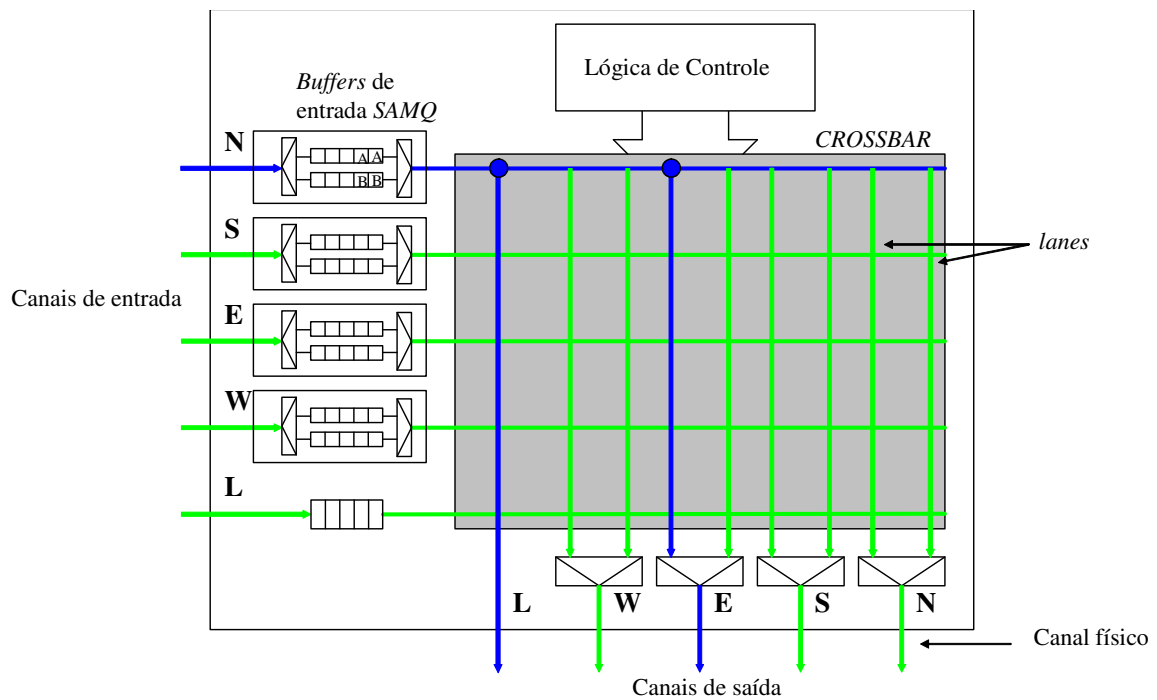 Lógica de Controle
Buffers de
entrada SAMQ
CROSSBAR
N
A A
B B
S
lanes
Canais de entrada
E
W
L
L
W
E
S
N
Canal físico
Canais de saída